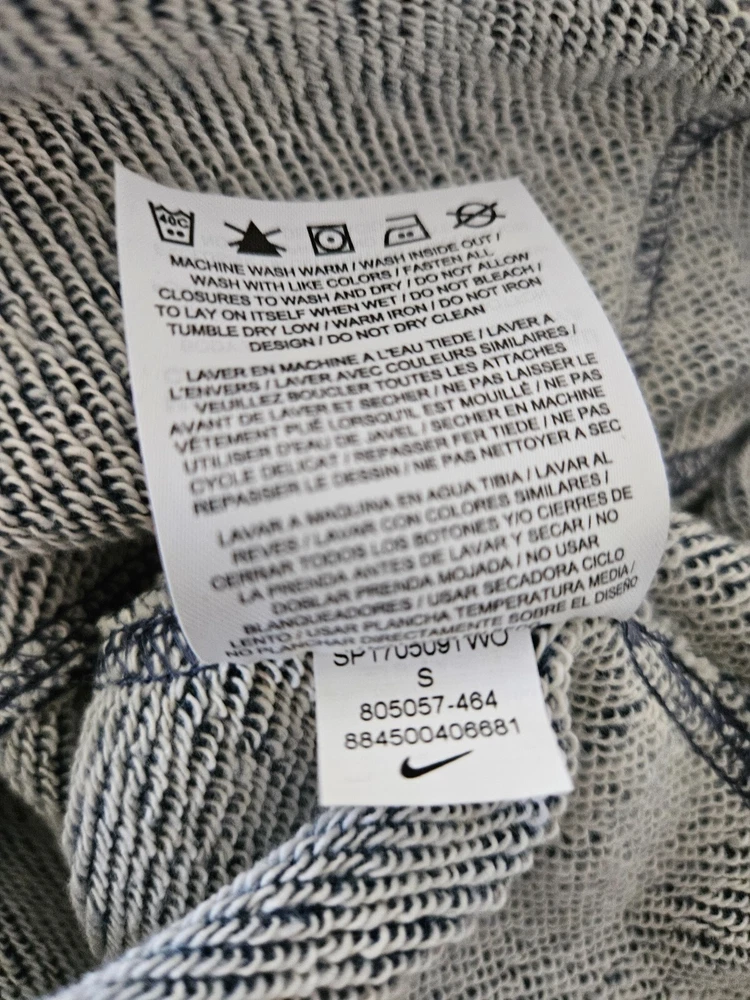 40C
MACHINE WASH WARM / WASH INSIDE OUT /
WASH WITH LIKE COLORS / FASTEN ALL
CLOSURES TO WASH AND DRY / DO NOT ALLOW
TO LAY ON ITSELF WHEN WET / DO NOT BLEACH /
TUMBLE DRY LOW / WARM IRON / DO NOT IRON
DESIGN / DO NOT DRY CLEAN
LAVER EN MACHINE A L'EAU TIEDE / LAVER A
L'ENVERS / LAVER AVEC COULEURS SIMILAIRES /
VEUILLEZ BOUCLER TOUTES LES ATTACHES
AVANT DE LAVER ET SECHER / NE PAS LAISSER LE
VÊTEMENT PLIÉ LORSQU'IL EST MOUILLÉ / NE PAS
UTILISER D'EAU DE JAVEL / SECHER EN MACHINE
CYCLE DELICAT / REPASSER FER TIEDE / NE PAS
REPASSER LE DESSIN / NE PAS NETTOYER A SEC
LAVAR A MAQUINA EN AGUA TIBIA / LAVAR AL
REVES / LAVAR CON COLORES SIMILARES /
CERRAR TODOS LOS BOTONES Y/O CIERRES DE
LA PRENDA ANTES DE LAVAR Y SECAR / NO
DOBLAR PRENDA MOJADA / NO USAR
BLANQUEADORES / USAR SECADORA CICLO
LENTO / USAR PLANCHA TEMPERATURA MEDIA /
NO PLANCHAR DIRECTAMENTE SOBRE EL DISEÑO
SP1705091WO
S
805057-464
884500406681